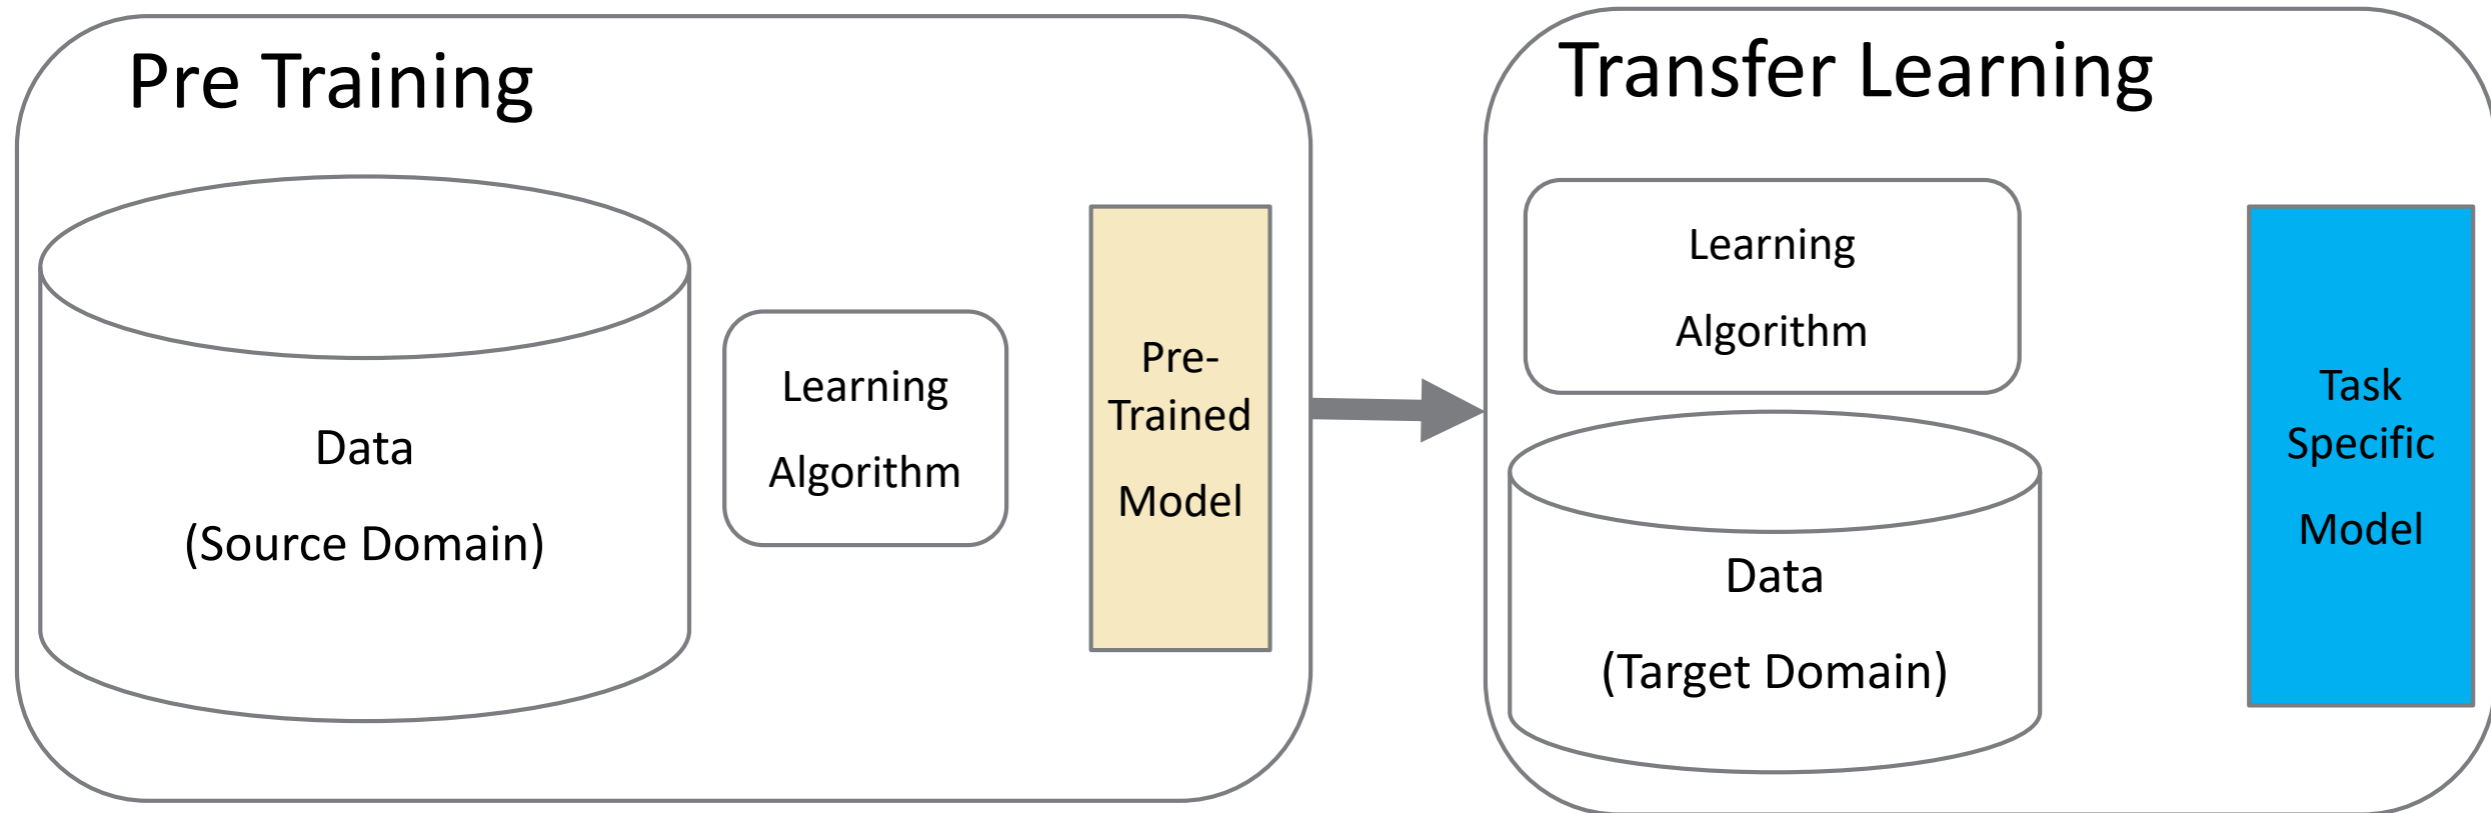 Pre Training
Data
(Source Domain)
Learning
Algorithm
Pre-
Trained
Model
Transfer Learning
Learning
Algorithm
Data
(Target Domain)
Task
Specific
Model